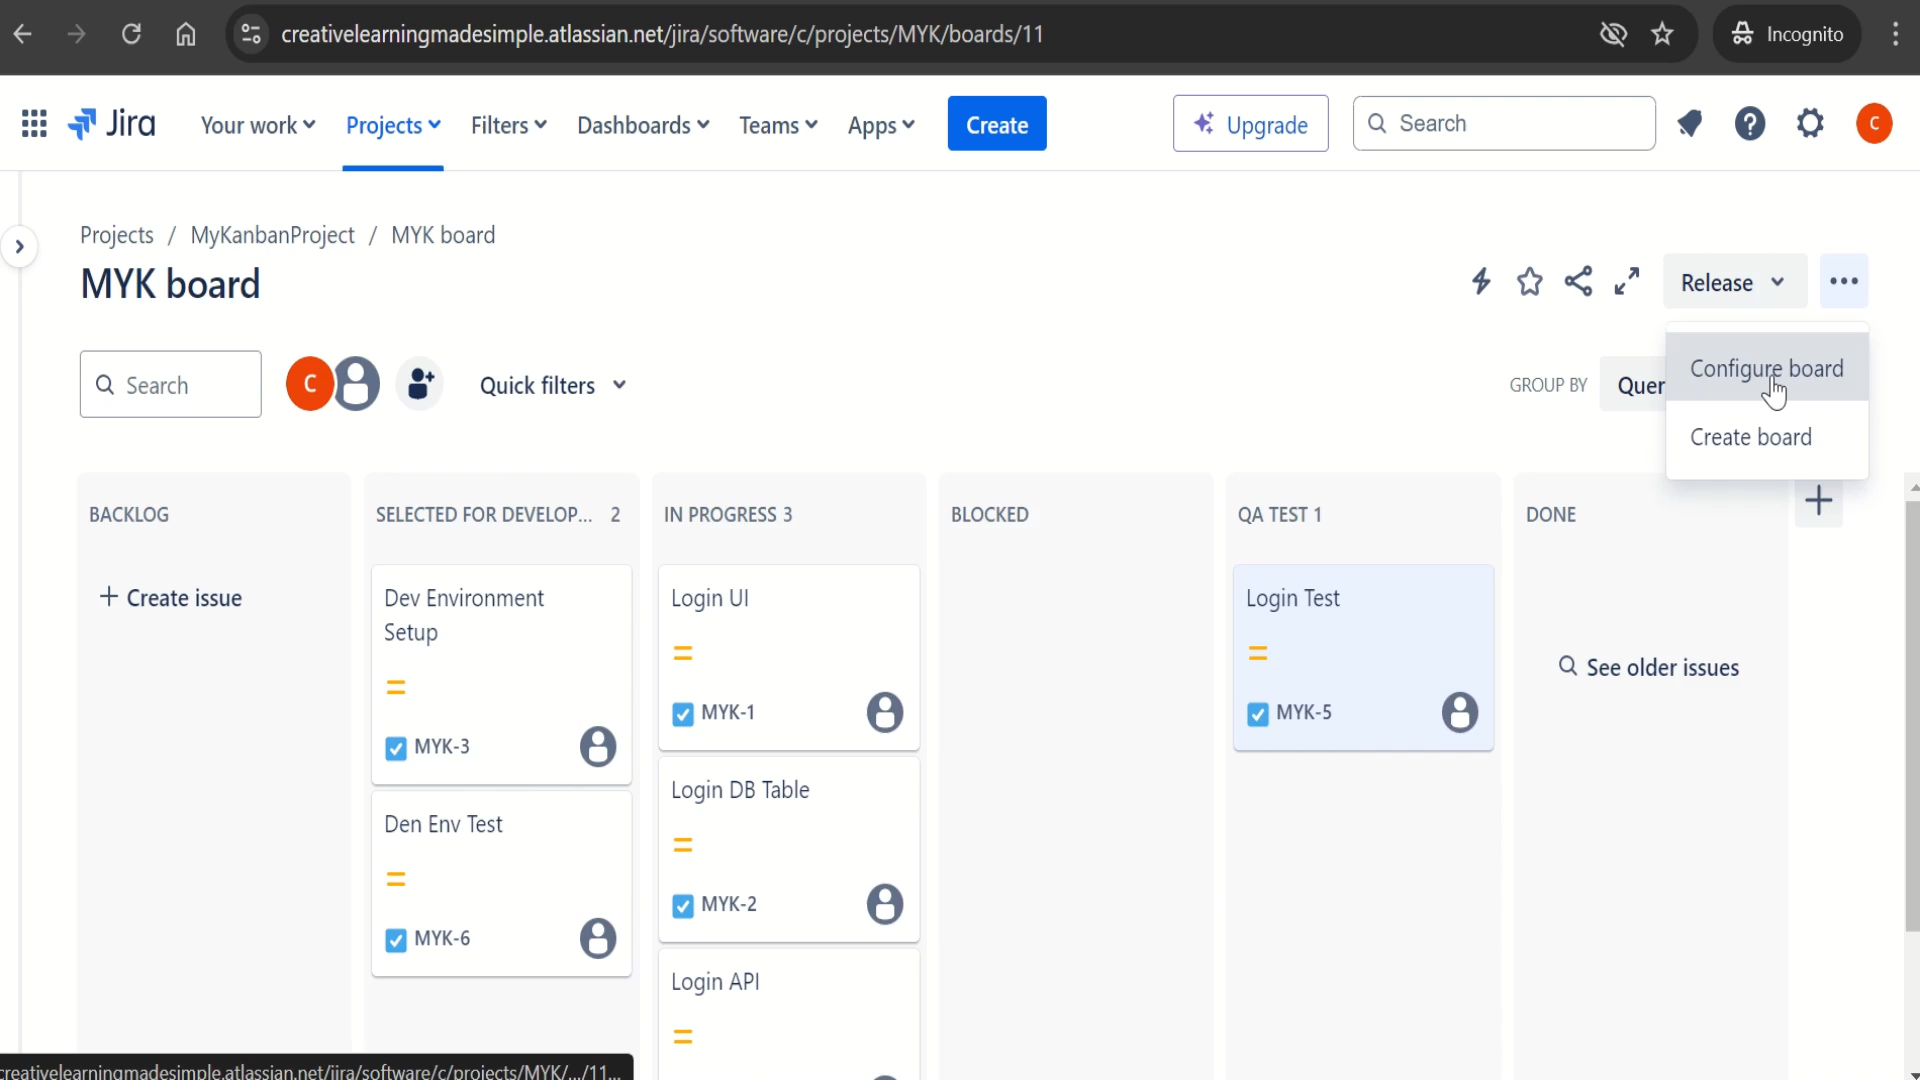 creativelearningmadesimple.atlassian.net/jira/software/c/projects/MYK/boards/11
Incognito
Jira
Your work
Projects
Filters
Dashboards
Teams
Apps
Create
Upgrade
Search
?
C
Projects / MyKanbanProject / MYK board
MYK board
Release
Configure board
Create board
Search
C
Quick filters
GROUP BY
Quer
BACKLOG
SELECTED FOR DEVELOP... 2
IN PROGRESS 3
BLOCKED
QA TEST 1
DONE
+ Create issue
Dev Environment
Setup
MYK-3
Den Env Test
MYK-6
Login UI
MYK-1
Login DB Table
MYK-2
Login API
Login Test
MYK-5
See older issues
creativelearningmadesimple.atlassian.net/jira/software/c/projects/MYK/.../11...